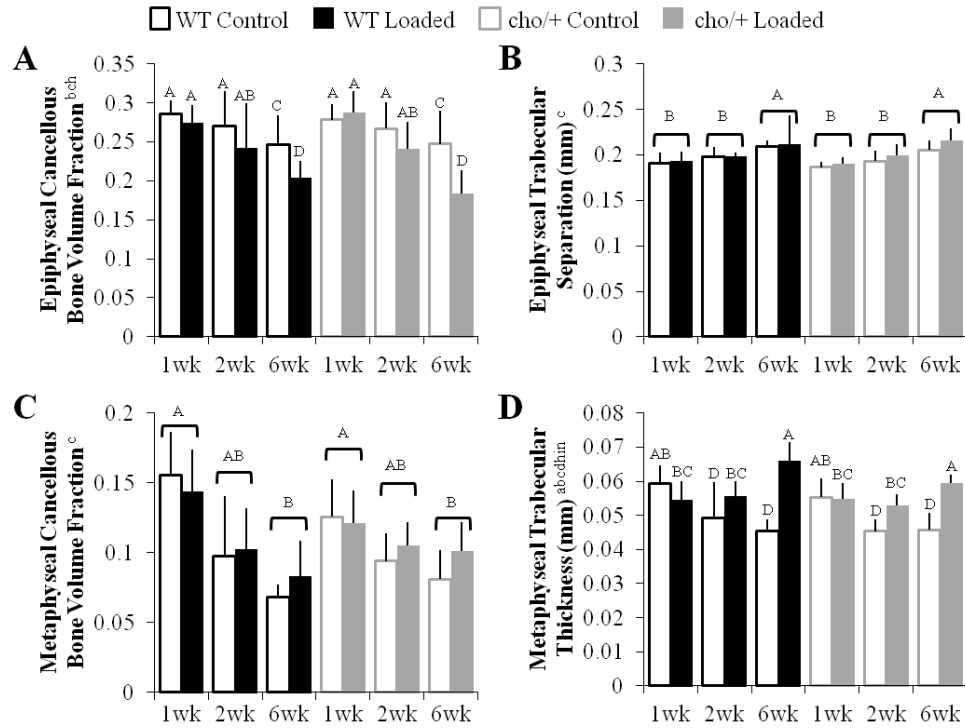 WT Control WT Loaded cho/+ Control cho/+ Loaded
A
Epiphyseal Cancellous
Bone Volume Fraction bch
0.35
0.3
0.25
0.2
0.15
0.1
0.05
0
A A A AB C D A A A AB C D
1wk 2wk 6wk 1wk 2wk 6wk
B
Epiphyseal Trabecular
Separation (mm) c
0.3
0.25
0.2
0.15
0.1
0.05
0
B B A B B A
1wk 2wk 6wk 1wk 2wk 6wk
C
Metaphyseal Cancellous
Bone Volume Fraction c
0.2
0.15
0.1
0.05
0
A AB B A AB B
1wk 2wk 6wk 1wk 2wk 6wk
D
Metaphyseal Trabecular
Thickness (mm) abcdhin
0.08
0.07
0.06
0.05
0.04
0.03
0.02
0.01
0.00
AB BC D BC D A AB BC D BC D A
1wk 2wk 6wk 1wk 2wk 6wk